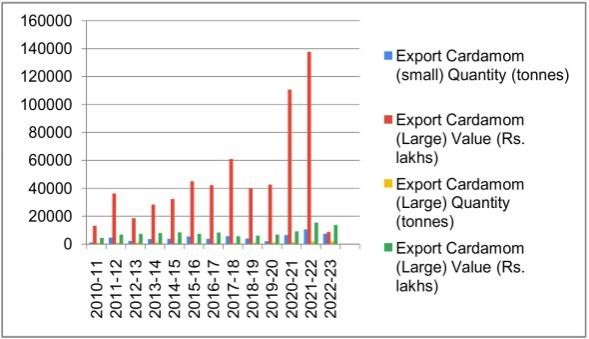 160000
140000
120000
100000
80000
60000
40000
20000
0
2010-11
2011-12
2012-13
2013-14
2014-15
2015-16
2016-17
2017-18
2018-19
2019-20
2020-21
2021-22
2022-23
Export Cardamom
(small) Quantity (tonnes)
Export Cardamom
(Large) Value (Rs.
lakhs)
Export Cardamom
(Large) Quantity
(tonnes)
Export Cardamom
(Large) Value (Rs.
lakhs)